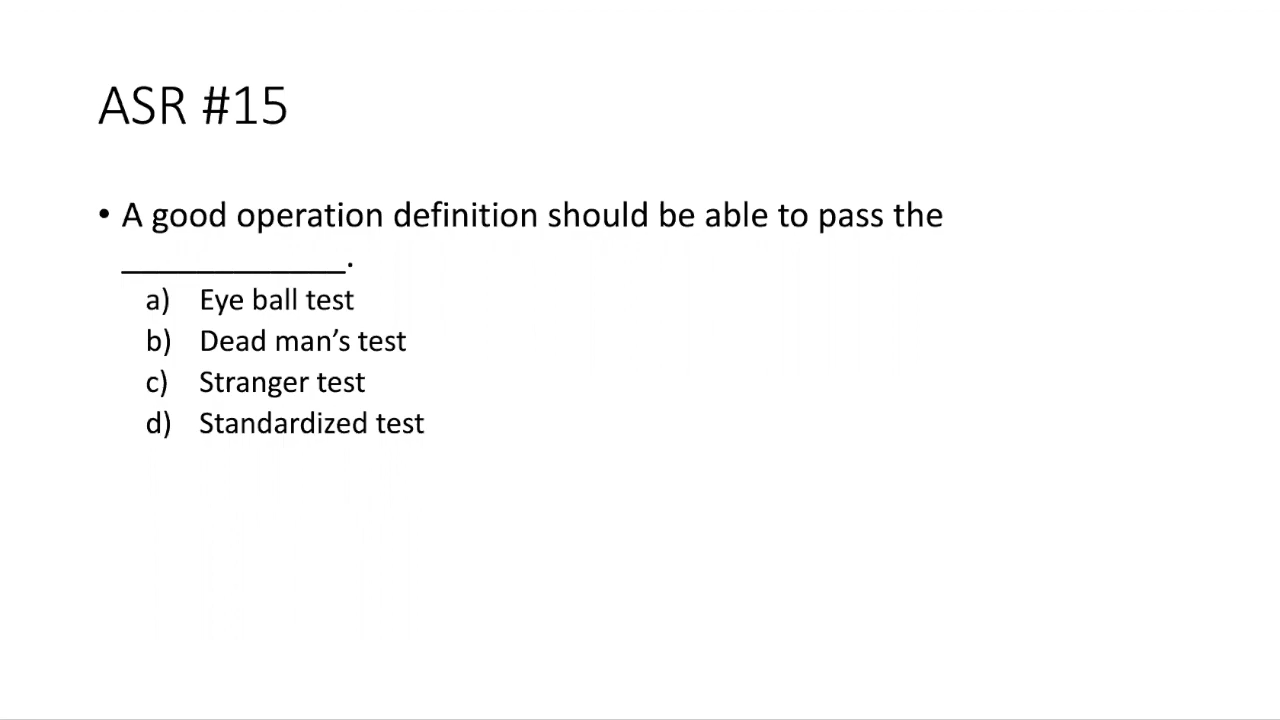 ASR #15
• A good operation definition should be able to pass the
______________.
a) Eye ball test
b) Dead man’s test
c) Stranger test
d) Standardized test